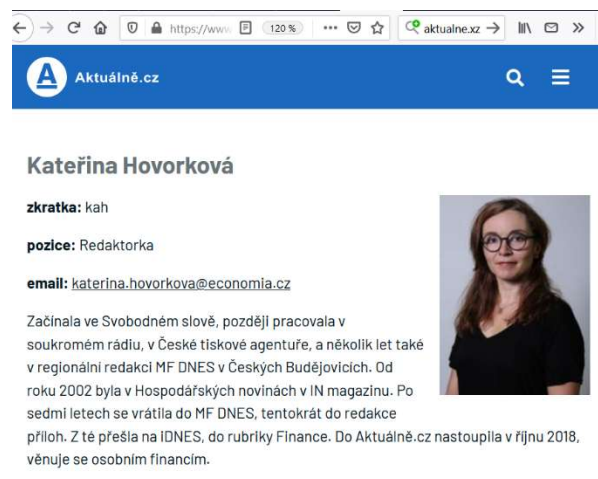 https://www
120 %
aktualne.xz
Aktuálně.cz
Kateřina Hovorková
zkratka: kah
pozice: Redaktorka
email: katerina.hovorkova@economia.cz
Začínala ve Svobodném slově, později pracovala v
soukromém rádiu, v České tiskové agentuře, a několik let také
v regionální redakci MF DNES v Českých Budějovicích. Od
roku 2002 byla v Hospodářských novinách v IN magazinu. Po
sedmi letech se vrátila do MF DNES, tentokrát do redakce
příloh. Z té přešla na iDNES, do rubriky Finance. Do Aktuálně.cz nastoupila v říjnu 2018,
věnuje se osobním financím.